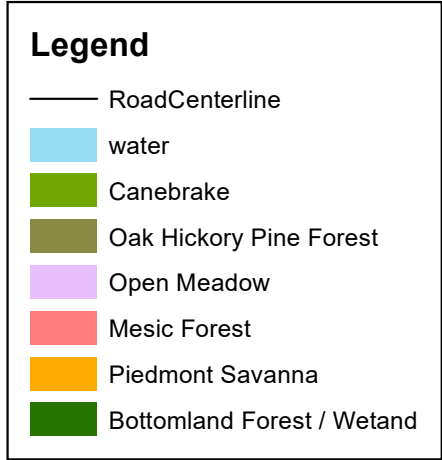 Legend
RoadCenterline
water
Canebrake
Oak Hickory Pine Forest
Open Meadow
Mesic Forest
Piedmont Savanna
Bottomland Forest / Wetand